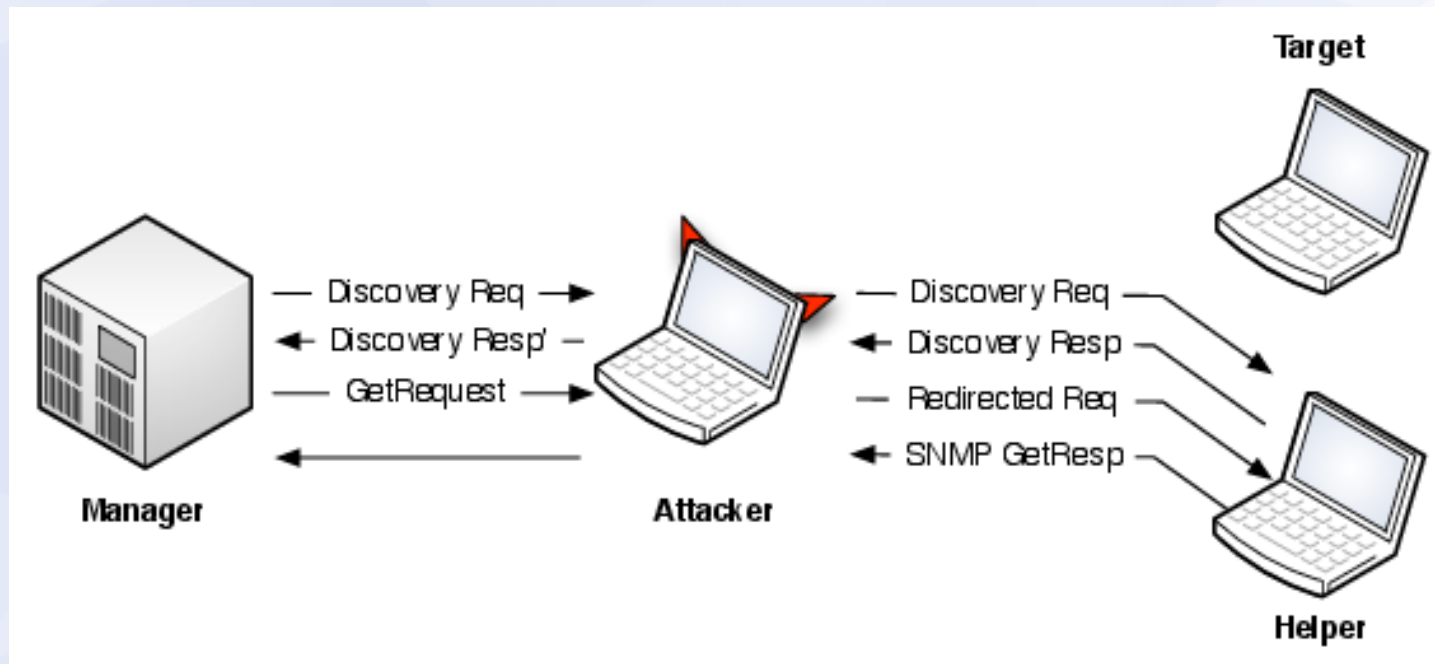 Target
Discovery Req
Discovery Req
Discovery Resp'
Discovery Resp
GetRequest
Redirected Req
SNMP GetResp
Manager
Attacker
Helper